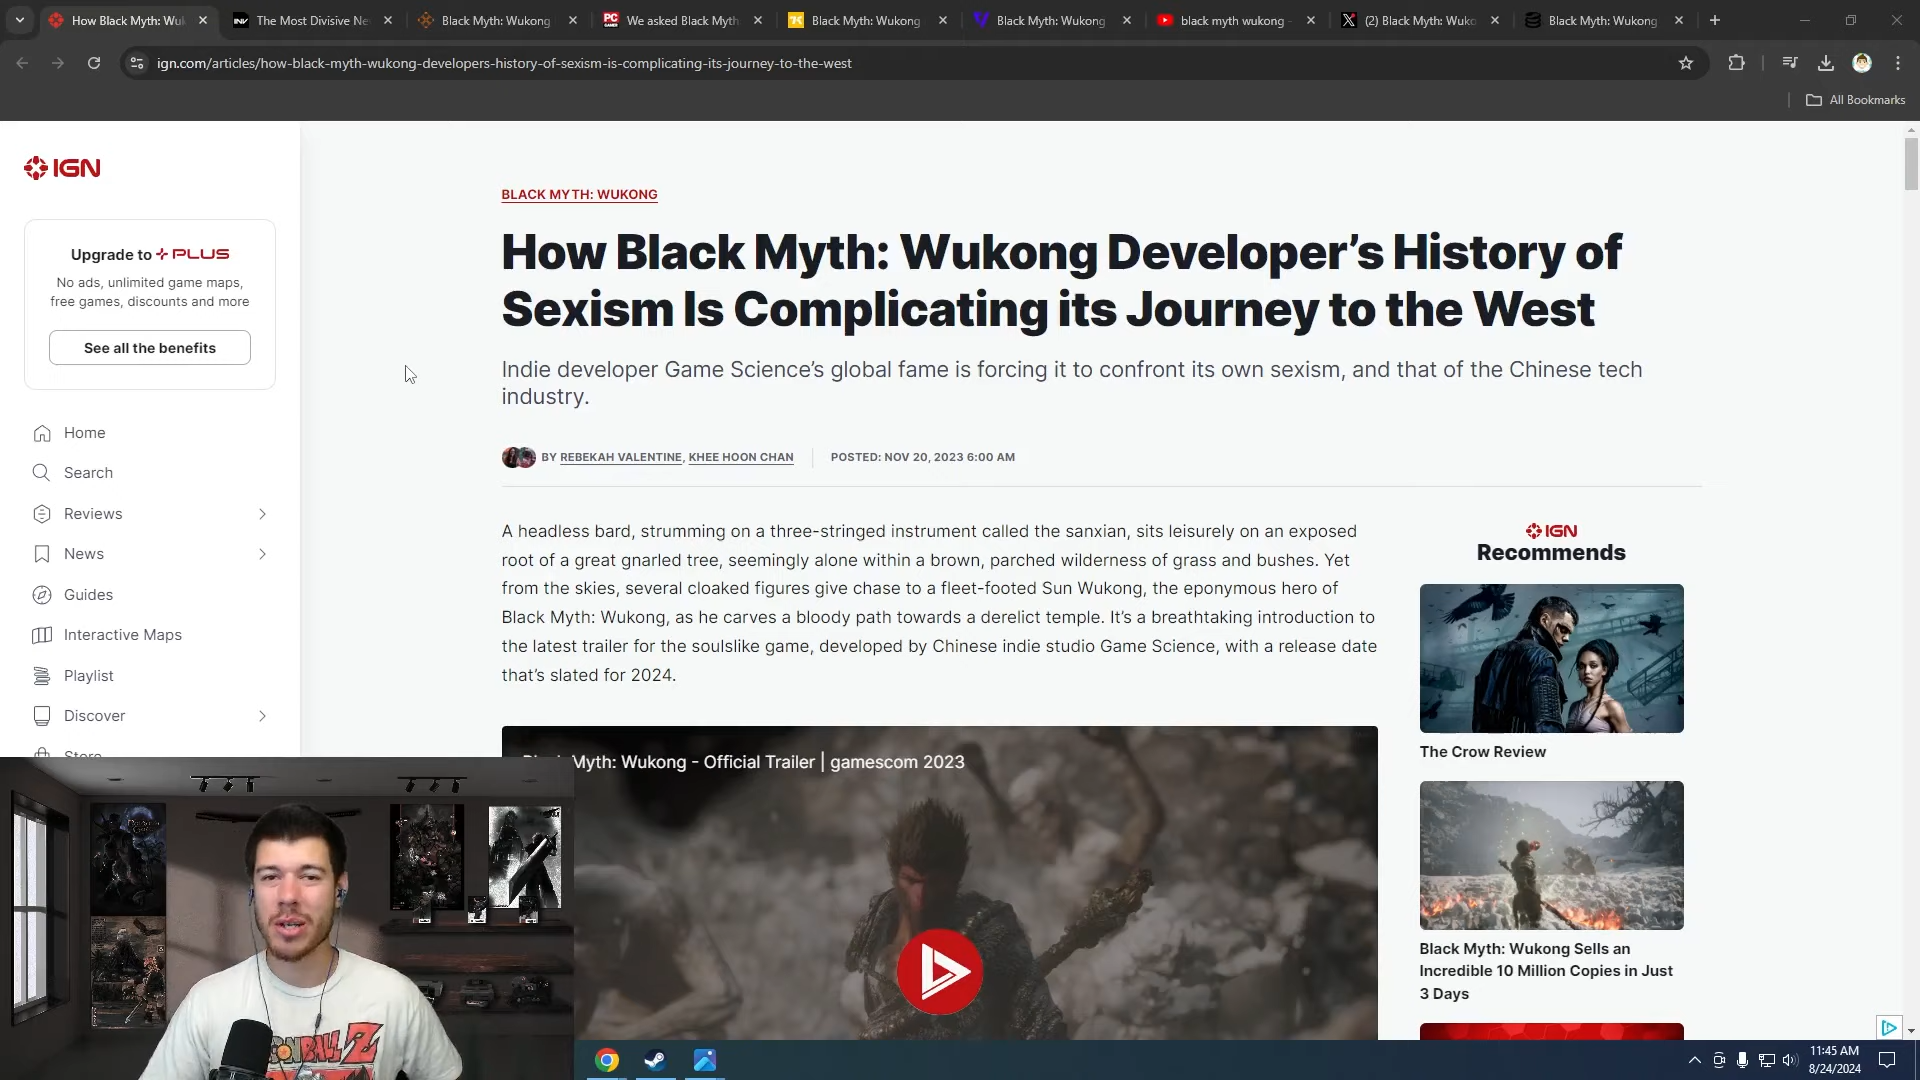 How Black Myth: Wuk
The Most Divisive Ne
Black Myth: Wukong
We asked Black Myth
Black Myth: Wukong
Black Myth: Wukong
black myth wukong -
(2) Black Myth: Wuko
Black Myth: Wukong
ign.com/articles/how-black-myth-wukong-developers-history-of-sexism-is-complicating-its-journey-to-the-west
All Bookmarks
IGN
Upgrade to + PLUS
No ads, unlimited game maps,
free games, discounts and more
See all the benefits
Home
Search
Reviews
News
Guides
Interactive Maps
Playlist
Discover
Store
BLACK MYTH: WUKONG
How Black Myth: Wukong Developer’s History of
Sexism Is Complicating its Journey to the West
Indie developer Game Science’s global fame is forcing it to confront its own sexism, and that of the Chinese tech
industry.
BY REBEKAH VALENTINE, KHEE HOON CHAN
POSTED: NOV 20, 2023 6:00 AM
A headless bard, strumming on a three-stringed instrument called the sanxian, sits leisurely on an exposed
root of a great gnarled tree, seemingly alone within a brown, parched wilderness of grass and bushes. Yet
from the skies, several cloaked figures give chase to a fleet-footed Sun Wukong, the eponymous hero of
Black Myth: Wukong, as he carves a bloody path towards a derelict temple. It’s a breathtaking introduction to
the latest trailer for the soulslike game, developed by Chinese indie studio Game Science, with a release date
that’s slated for 2024.
Myth: Wukong - Official Trailer | gamescom 2023
IGN
Recommends
The Crow Review
Black Myth: Wukong Sells an
Incredible 10 Million Copies in Just
3 Days
11:45 AM
8/24/2024